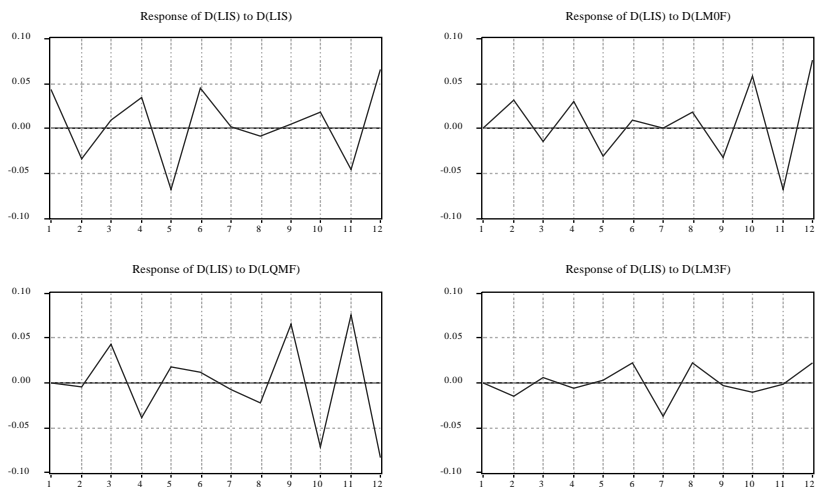 Response of D(LIS) to D(LIS)
0.10
0.05
0.00
-0.05
-0.10
1 2 3 4 5 6 7 8 9 10 11 12
Response of D(LIS) to D(LM0F)
0.10
0.05
0.00
-0.05
-0.10
1 2 3 4 5 6 7 8 9 10 11 12
Response of D(LIS) to D(LQMF)
0.10
0.05
0.00
-0.05
-0.10
1 2 3 4 5 6 7 8 9 10 11 12
Response of D(LIS) to D(LM3F)
0.10
0.05
0.00
-0.05
-0.10
1 2 3 4 5 6 7 8 9 10 11 12